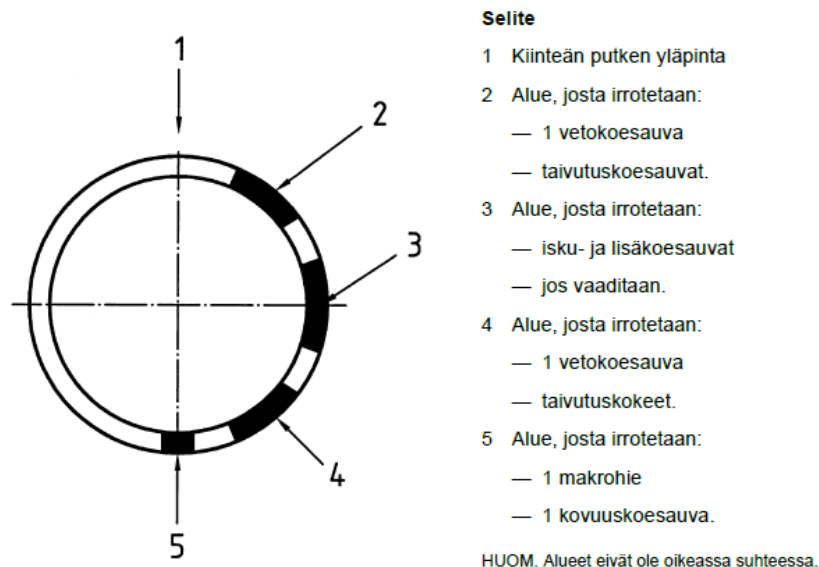 1
2
3
4
5
Selite
1 Kiinteän putken yläpinta
2 Alue, josta irrotetaan:
— 1 vetokoesauva
— taivutuskoesauvat.
3 Alue, josta irrotetaan:
— isku- ja lisäkoesauvat
— jos vaaditaan.
4 Alue, josta irrotetaan:
— 1 vetokoesauva
— taivutuskokeet.
5 Alue, josta irrotetaan:
— 1 makrohie
— 1 kovuuskoesauva.
HUOM. Alueet eivät ole oikeassa suhteessa.